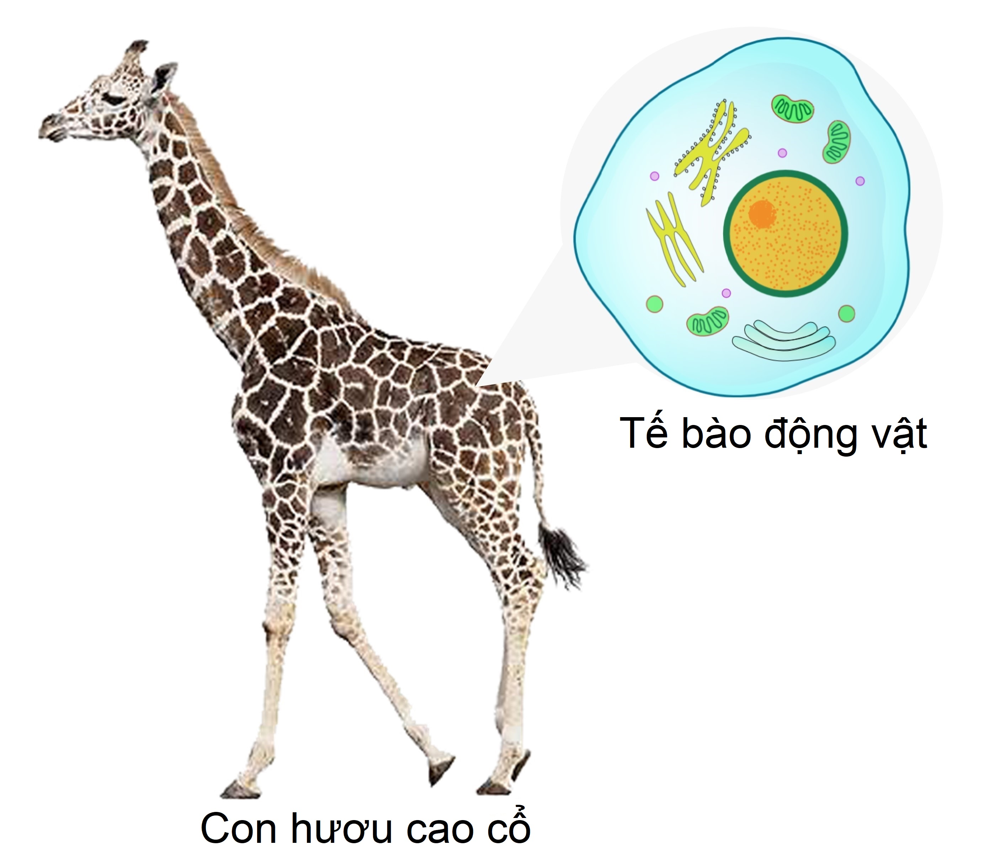 Tế bào động vật
Con hươu cao cổ